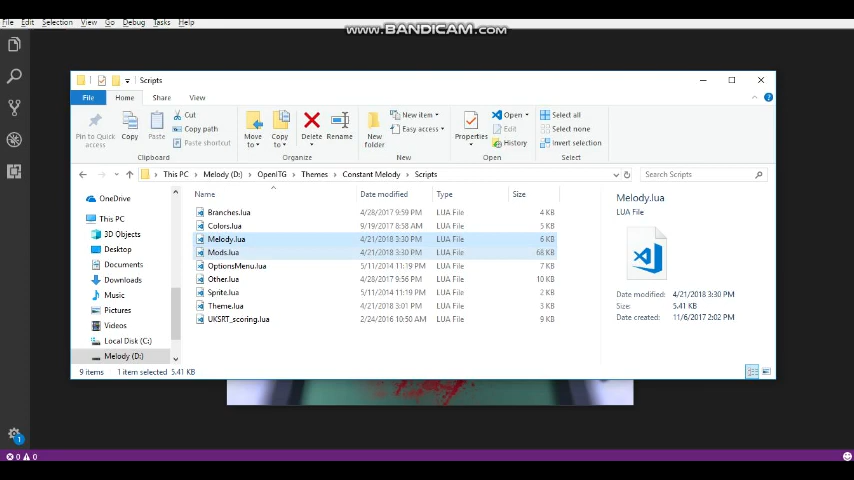 File Edit Selection View Go Debug Tasks Help
www.BANDICAM.com
Scripts
File Home Share View
Pin to Quick access
Copy
Paste
Cut
Copy path
Paste shortcut
Clipboard
Move to
Copy to
Delete
Rename
Organize
New folder
New item
Easy access
New
Properties
Open
Edit
History
Open
Select all
Select none
Invert selection
Select
This PC > Melody (D:) > OpenITG > Themes > Constant Melody > Scripts
Search Scripts
OneDrive
This PC
3D Objects
Desktop
Documents
Downloads
Music
Pictures
Videos
Local Disk (C:)
Melody (D:)
Name Date modified Type Size
Branches.lua 4/28/2017 9:59 PM LUA File 4 KB
Colors.lua 9/19/2017 8:58 AM LUA File 5 KB
Melody.lua 4/21/2018 3:30 PM LUA File 6 KB
Mods.lua 4/21/2018 3:30 PM LUA File 68 KB
OptionsMenu.lua 5/11/2014 11:19 PM LUA File 7 KB
Other.lua 4/28/2017 9:56 PM LUA File 10 KB
Sprite.lua 5/11/2014 11:19 PM LUA File 2 KB
Theme.lua 4/21/2018 3:01 PM LUA File 3 KB
UKSRT_scoring.lua 2/24/2016 10:50 AM LUA File 9 KB
Melody.lua
LUA File
Date modified: 4/21/2018 3:30 PM
Size: 5.41 KB
Date created: 11/6/2017 2:02 PM
9 items 1 item selected 5.41 KB
1
0 0